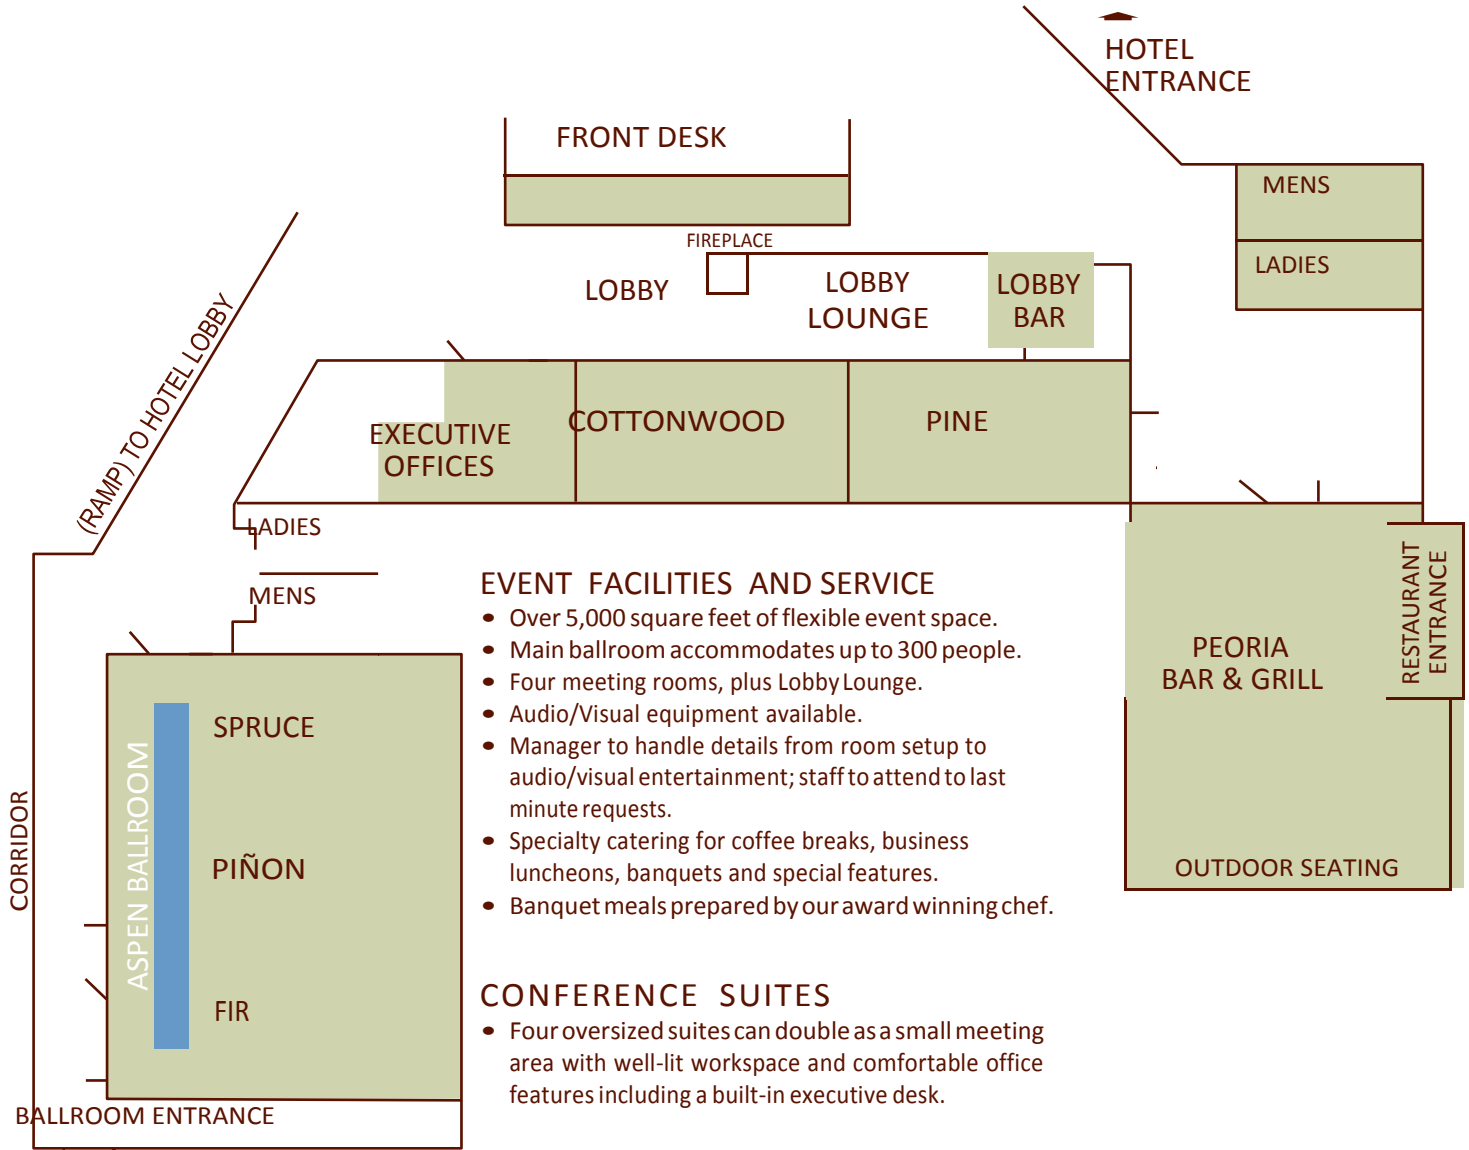 HOTEL
ENTRANCE
FRONT DESK
MENS
FIREPLACE
LADIES
LOBBY
LOBBY
LOUNGE
LOBBY
BAR
(RAMP) TO HOTEL LOBBY
EXECUTIVE
OFFICES
COTTONWOOD
PINE
LADIES
MENS
EVENT FACILITIES AND SERVICE
• Over 5,000 square feet of flexible event space.
• Main ballroom accommodates up to 300 people.
• Four meeting rooms, plus Lobby Lounge.
• Audio/Visual equipment available.
• Manager to handle details from room setup to
audio/visual entertainment; staff to attend to last
minute requests.
• Specialty catering for coffee breaks, business
luncheons, banquets and special features.
• Banquet meals prepared by our award winning chef.
RESTAURANT
ENTRANCE
PEORIA
BAR & GRILL
OUTDOOR SEATING
CORRIDOR
ASPEN BALLROOM
SPRUCE
PIÑON
FIR
BALLROOM ENTRANCE
CONFERENCE SUITES
• Four oversized suites can double as a small meeting
area with well-lit workspace and comfortable office
features including a built-in executive desk.